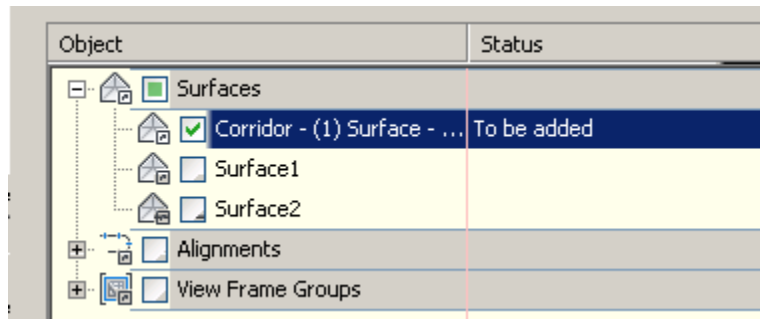 Object Status
Surfaces
Corridor - (1) Surface - ... To be added
Surface1
Surface2
Alignments
View Frame Groups